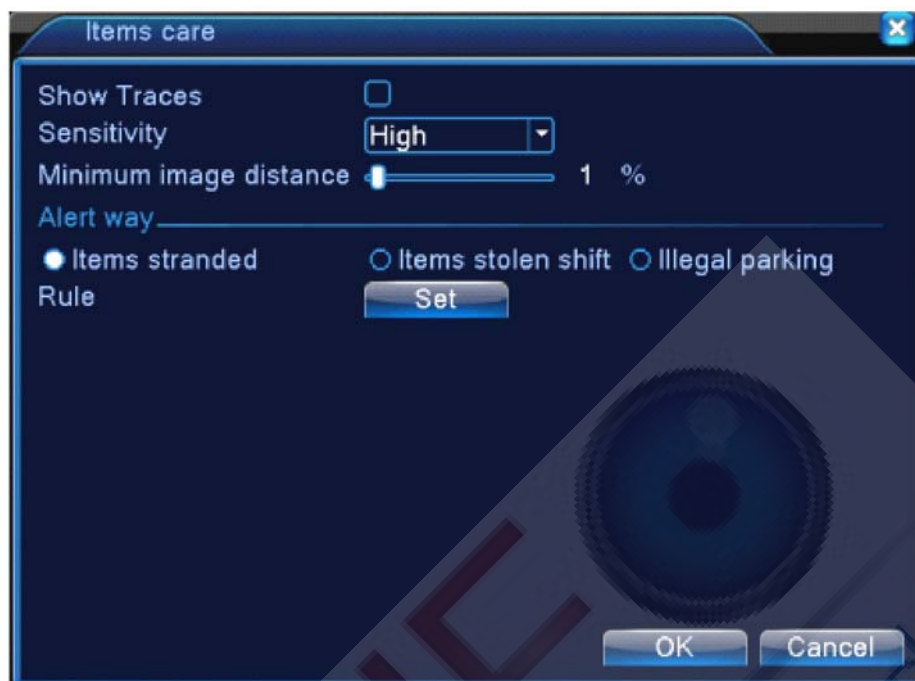 Items care
Show Traces
Sensitivity High
Minimum image distance 1 %
Alert way
Items stranded Items stolen shift Illegal parking
Rule Set
OK Cancel